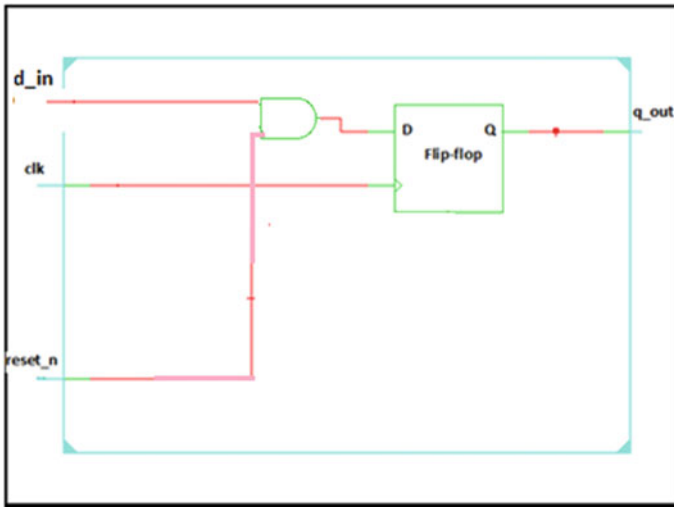 d_in
D Q
q_out
Flip-flop
clk
reset_n